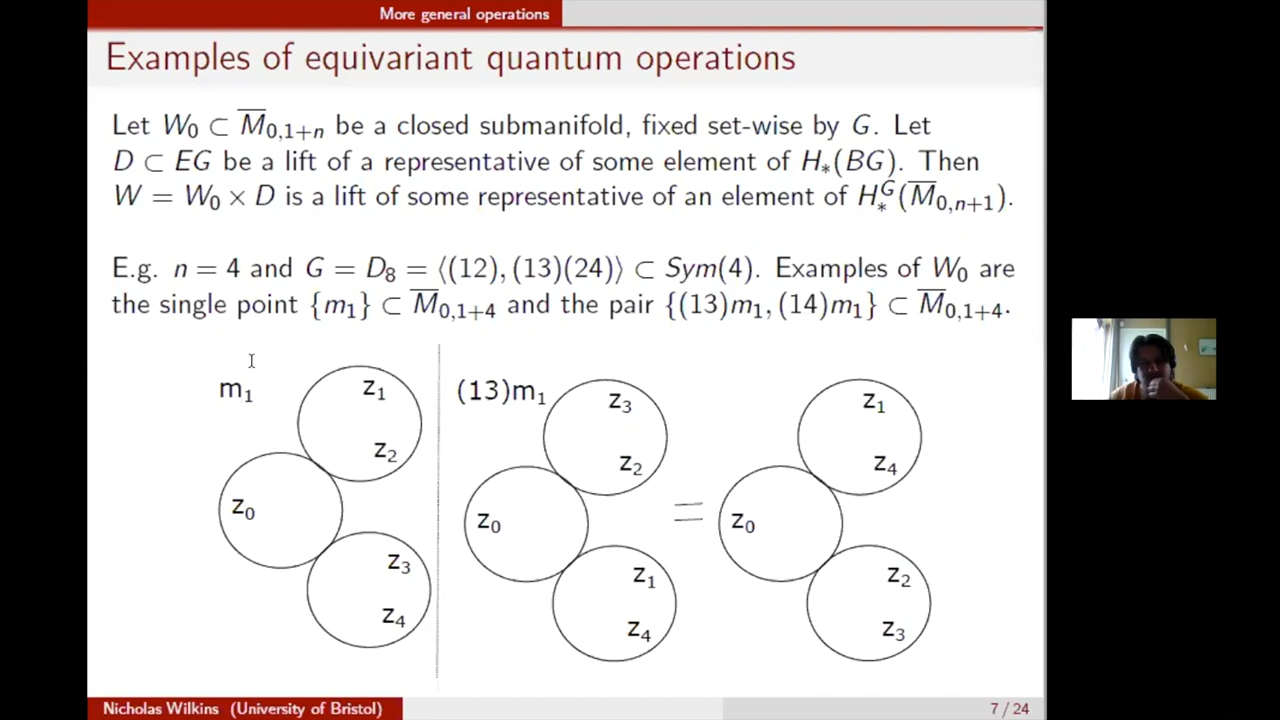 More general operations
Examples of equivariant quantum operations
Let W₀ ⊂ M̅₀,₁₊ₙ be a closed submanifold, fixed set-wise by G. Let
D ⊂ EG be a lift of a representative of some element of H₊(BG). Then
W = W₀ × D is a lift of some representative of an element of H^G_*(M̅₀,ₙ₊₁).
E.g. n = 4 and G = D₈ = ⟨(12), (13)(24)⟩ ⊂ Sym(4). Examples of W₀ are
the single point {m₁} ⊂ M̅₀,₁₊₄ and the pair {(13)m₁, (14)m₁} ⊂ M̅₀,₁₊₄.
m₁
z₁
z₂
z₀
z₃
z₄
(13)m₁
z₃
z₂
z₀
z₁
z₄
=
z₁
z₄
z₀
z₂
z₃
Nicholas Wilkins (University of Bristol)
7 / 24